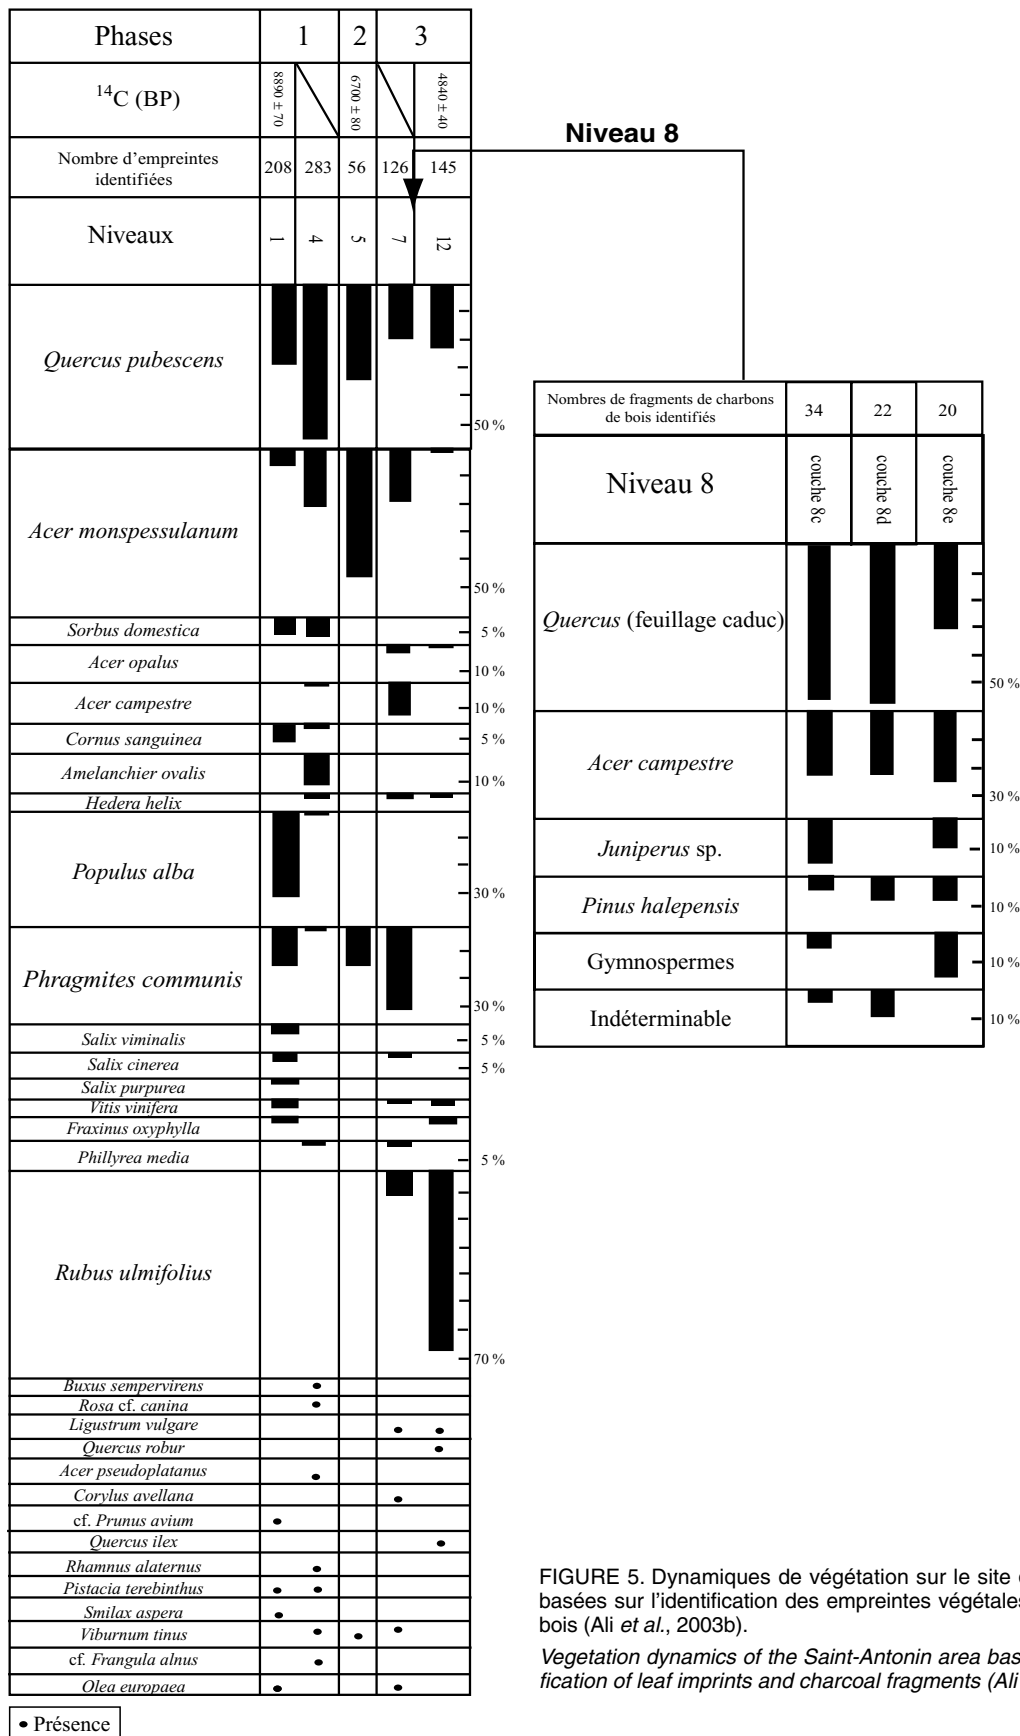 Phases 1 2 3
14C (BP) 8890 ± 70 6700 ± 80 4840 ± 40
Nombre d'empreintes
identifiées
208 283 56 126 145
Niveaux 1 4 5 7 12
Quercus pubescens
50 %
Acer monspessulanum
50 %
Sorbus domestica 5 %
Acer opalus 10 %
Acer campestre 10 %
Cornus sanguinea 5 %
Amelanchier ovalis 10 %
Hedera helix
Populus alba
30 %
Phragmites communis
30 %
Salix viminalis 5 %
Salix cinerea 5 %
Salix purpurea
Vitis vinifera
Fraxinus oxyphylla
Phillyrea media 5 %
Rubus ulmifolius
70 %
Buxus sempervirens
Rosa cf. canina
Ligustrum vulgare
Quercus robur
Acer pseudoplatanus
Corylus avellana
cf. Prunus avium
Quercus ilex
Rhamnus alaternus
Pistacia terebinthus
Smilax aspera
Viburnum tinus
cf. Frangula alnus
Olea europaea
• Présence
Niveau 8
Nombres de fragments de charbons
de bois identifiés
34 22 20
Niveau 8 couche 8c couche 8d couche 8e
Quercus (feuillage caduc)
50 %
Acer campestre
30 %
Juniperus sp. 10 %
Pinus halepensis 10 %
Gymnospermes 10 %
Indéterminable 10 %
FIGURE 5. Dynamiques de végétation sur le site
basées sur l'identification des empreintes végétales
bois (Ali et al., 2003b).
Vegetation dynamics of the Saint-Antonin area bas
fication of leaf imprints and charcoal fragments (Ali